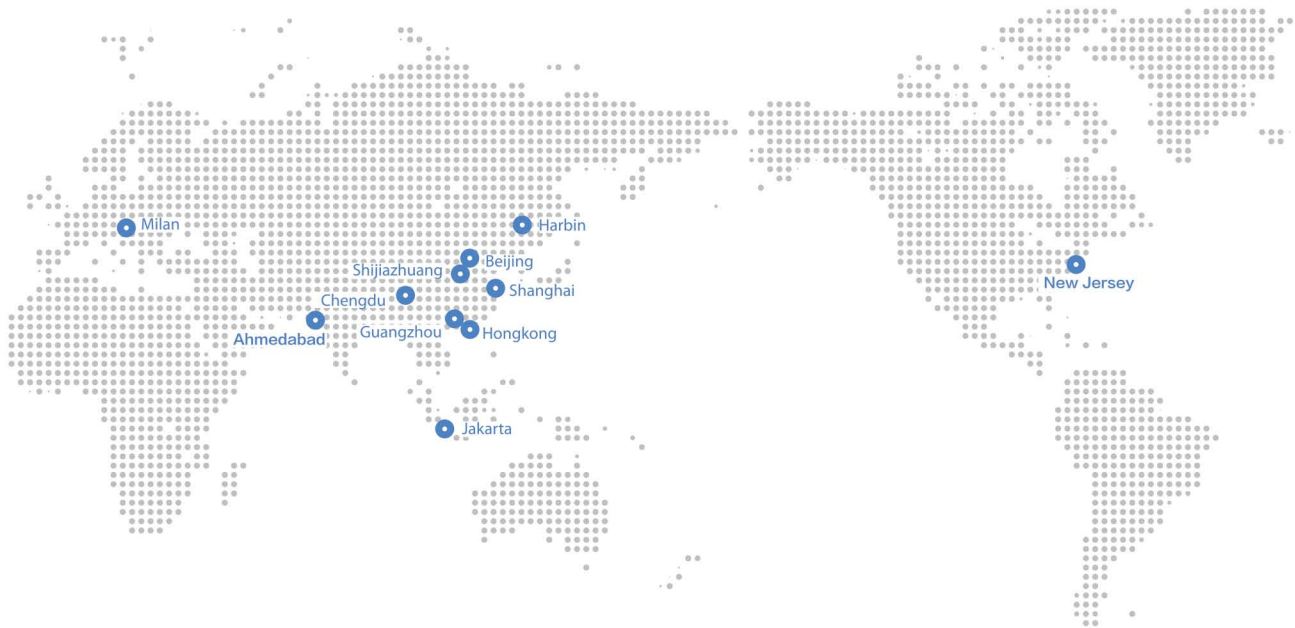 Milan
Harbin
Beijing
Shijiazhuang
New Jersey
Shanghai
Chengdu
Guangzhou
Hongkong
Ahmedabad
Jakarta